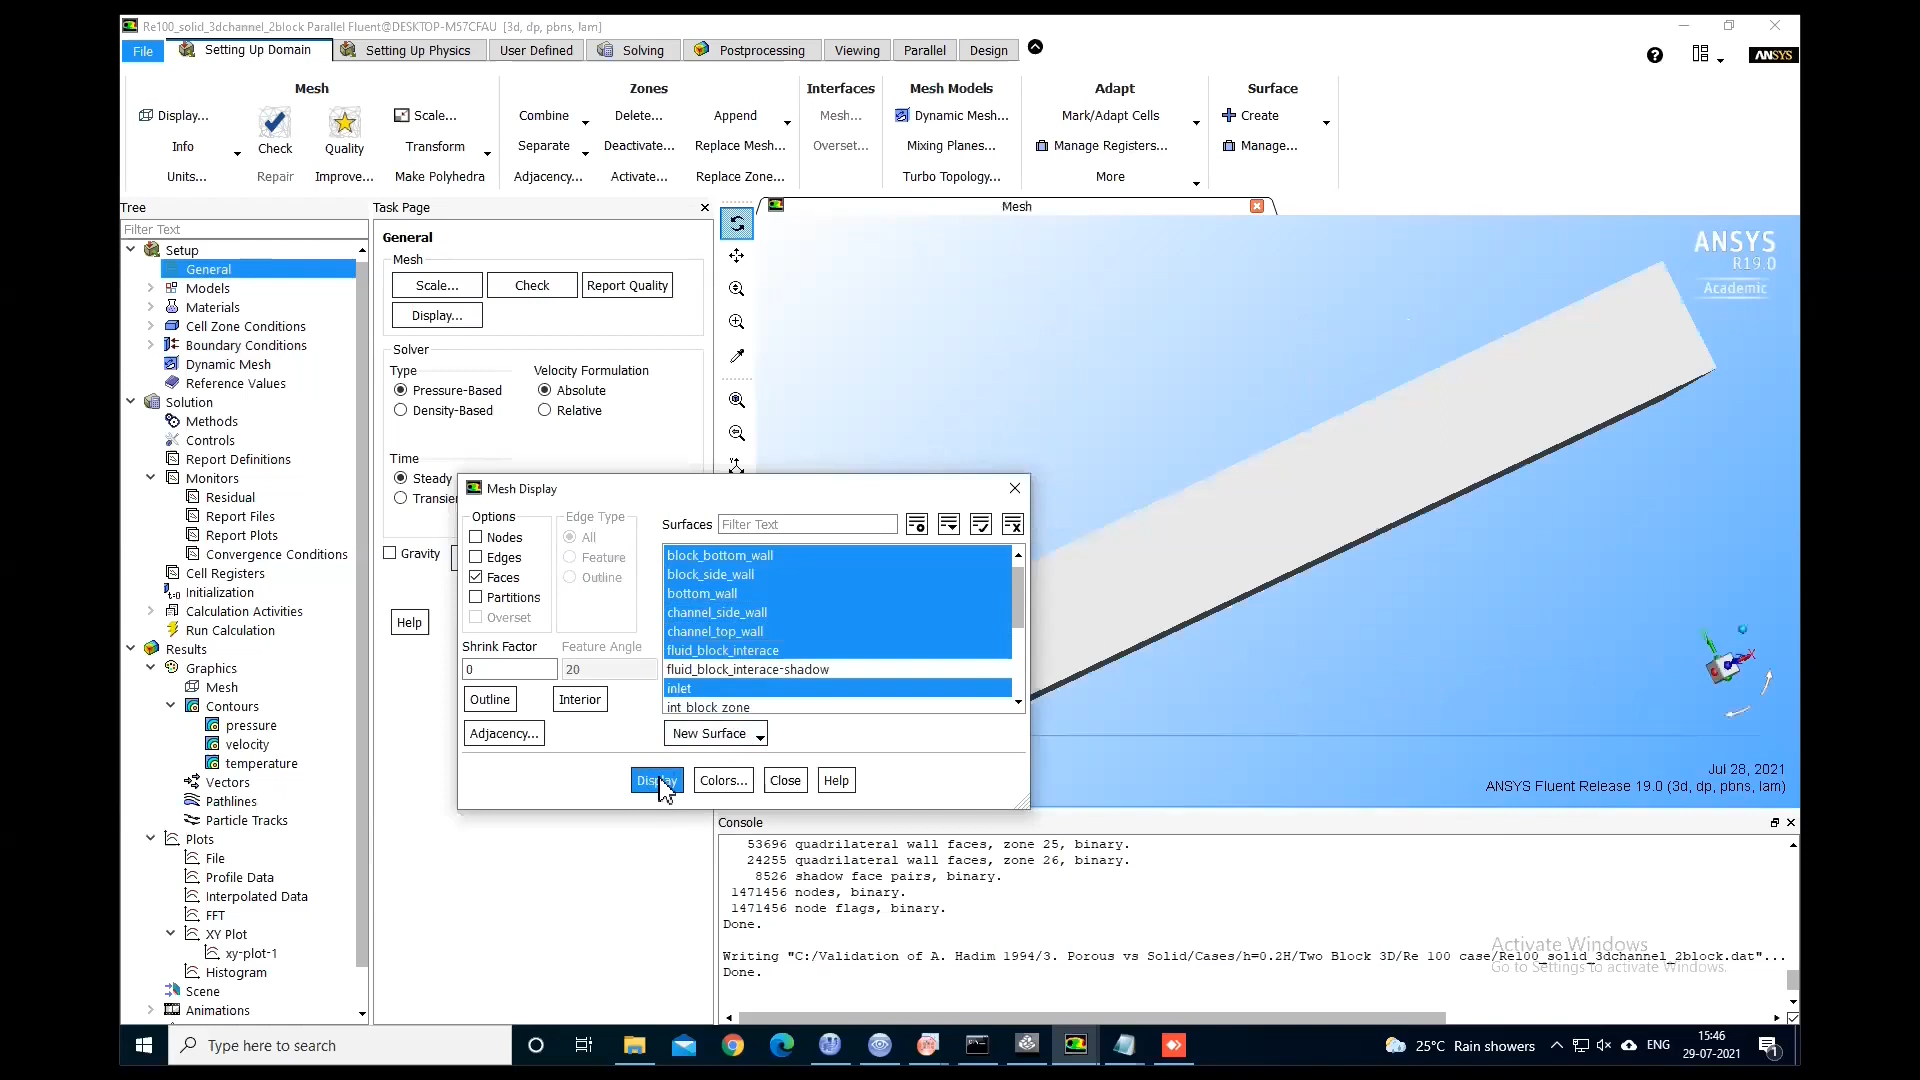 Re100_solid_3dchannel_2block Parallel Fluent@DESKTOP-M57CFAU [3d, dp, pbns, lam]
File Setting Up Domain Setting Up Physics User Defined Solving Postprocessing Viewing Parallel Design
ANSYS
Mesh Zones Interfaces Mesh Models Adapt Surface
Display... Scale... Combine Delete... Append Mesh... Dynamic Mesh... Mark/Adapt Cells Create
Info Check Quality Transform Separate Deactivate... Replace Mesh... Overset... Mixing Planes... Manage Registers... Manage...
Units... Repair Improve... Make Polyhedra Adjacency... Activate... Replace Zone... Turbo Topology... More
Tree
Filter Text
Setup
General
Models
Materials
Cell Zone Conditions
Boundary Conditions
Dynamic Mesh
Reference Values
Solution
Methods
Controls
Report Definitions
Monitors
Residual
Report Files
Report Plots
Convergence Conditions
Cell Registers
Initialization
Calculation Activities
Run Calculation
Results
Graphics
Mesh
Contours
pressure
velocity
temperature
Vectors
Pathlines
Particle Tracks
Plots
File
Profile Data
Interpolated Data
FFT
XY Plot
xy-plot-1
Histogram
Scene
Animations
Task Page
General
Mesh
Scale... Check Report Quality
Display...
Solver
Type Velocity Formulation
Pressure-Based Absolute
Density-Based Relative
Time
Steady
Transien
Gravity
Help
Mesh
ANSYS
R19.0
Academic
X
Jul 28, 2021
ANSYS Fluent Release 19.0 (3d, dp, pbns, lam)
Mesh Display
Options Edge Type Surfaces Filter Text
Nodes All
Edges Feature
Faces Outline
Partitions
Overset
Shrink Factor Feature Angle
0 20
Outline Interior
Adjacency...
block_bottom_wall
block_side_wall
bottom_wall
channel_side_wall
channel_top_wall
fluid_block_interace
fluid_block_interace-shadow
inlet
int_block_zone
New Surface
Display Colors... Close Help
Console
53696 quadrilateral wall faces, zone 25, binary.
24255 quadrilateral wall faces, zone 26, binary.
8526 shadow face pairs, binary.
1471456 nodes, binary.
1471456 node flags, binary.
Done.
Writing "C:/Validation of A. Hadim 1994/3. Porous vs Solid/Cases/h=0.2H/Two Block 3D/Re 100 case/Re100_solid_3dchannel_2block.dat"...
Done.
Activate Windows
Go to Settings to activate Windows.
Type here to search
25°C Rain showers
ENG
15:46
29-07-2021
1